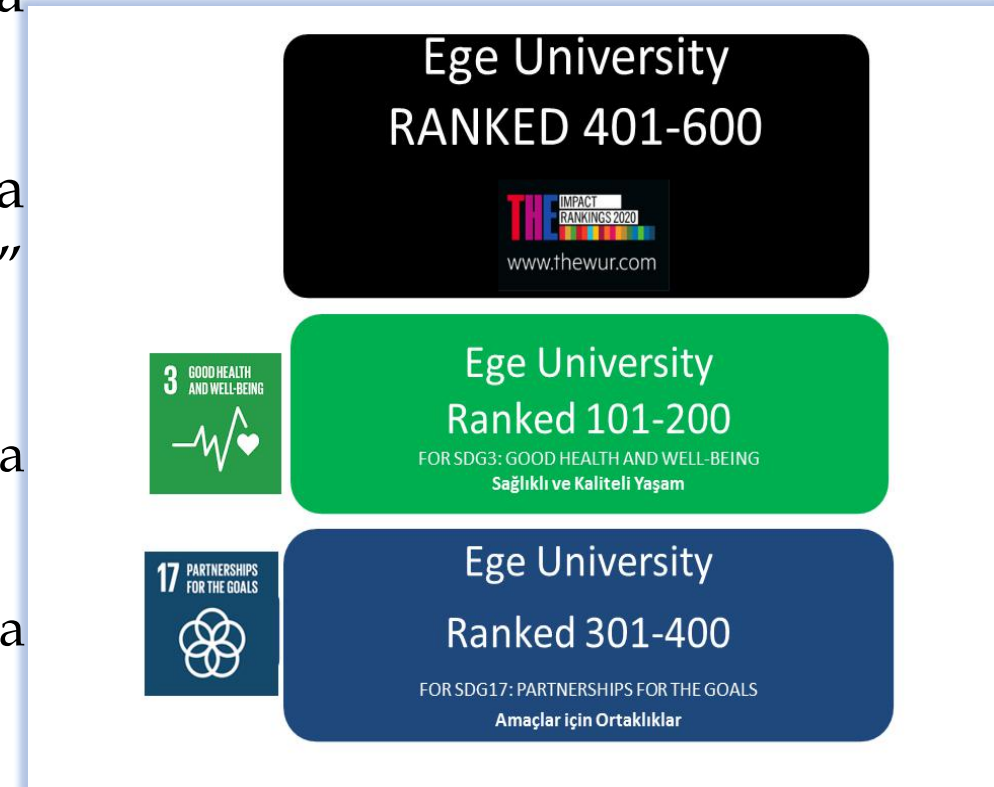 a
Ege University
RANKED 401-600
THE IMPACT
RANKINGS 2020
www.thewur.com
a
"
3 GOOD HEALTH
AND WELL-BEING
Ege University
Ranked 101-200
FOR SDG3: GOOD HEALTH AND WELL-BEING
Sağlıklı ve Kaliteli Yaşam
a
17 PARTNERSHIPS
FOR THE GOALS
Ege University
Ranked 301-400
FOR SDG17: PARTNERSHIPS FOR THE GOALS
Amaçlar için Ortaklıklar
a